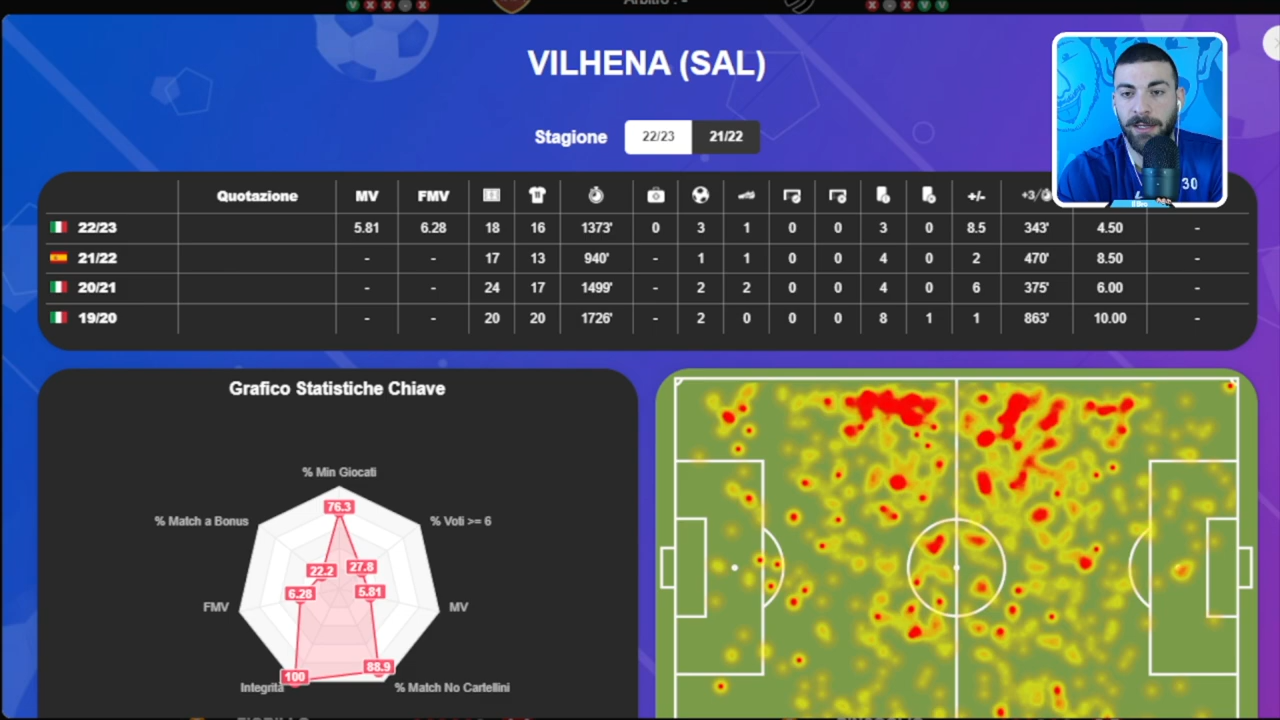 V X X - X
Arbitro : -
X - X V V
VILHENA (SAL)
Stagione 22/23 21/22
Quotazione MV FMV +/- +3/
22/23 5.81 6.28 18 16 1373' 0 3 1 0 0 3 0 8.5 343' 4.50 -
21/22 - - 17 13 940' - 1 1 0 0 4 0 2 470' 8.50 -
20/21 - - 24 17 1499' - 2 2 0 0 4 0 6 375' 6.00 -
19/20 - - 20 20 1726' - 2 0 0 0 8 1 1 863' 10.00 -
30
Grafico Statistiche Chiave
% Min Giocati
76.3
% Match a Bonus
% Voti >= 6
22.2
27.8
6.28
5.81
FMV
MV
100
88.9
Integrità
% Match No Cartellini